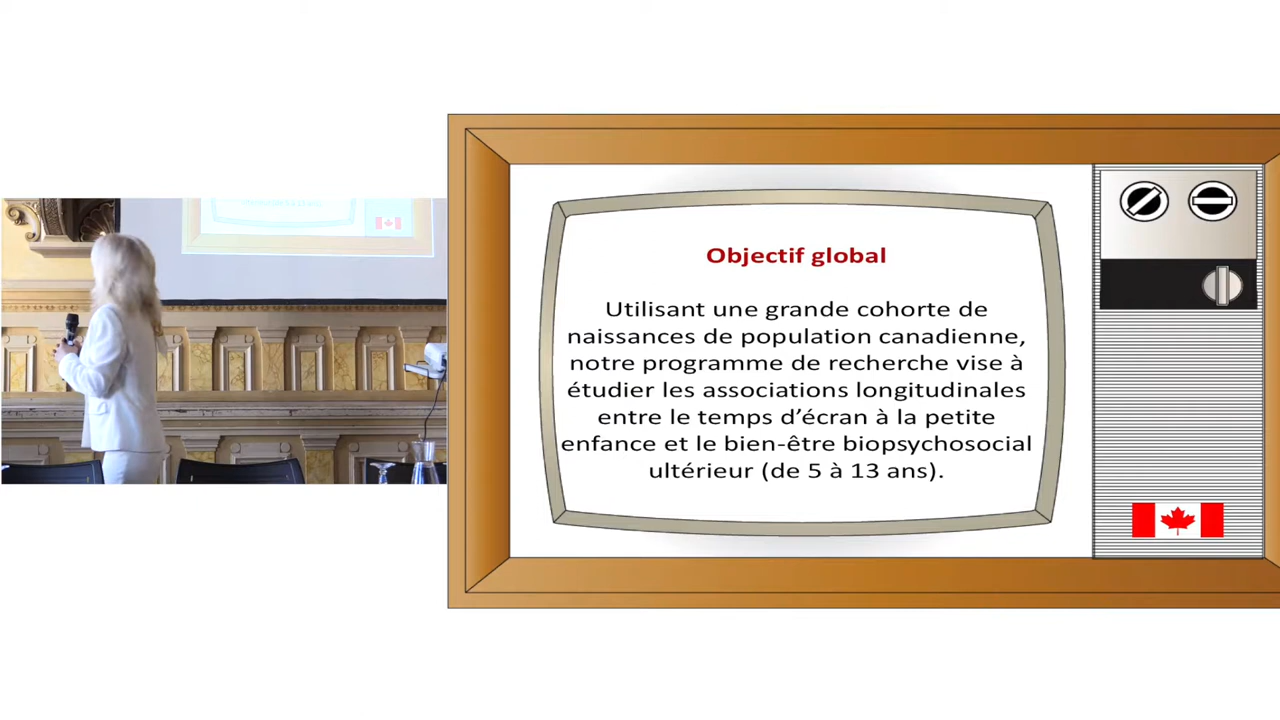 Objectif global
Utilisant une grande cohorte de
naissances de population canadienne,
notre programme de recherche vise à
étudier les associations longitudinales
entre le temps d’écran à la petite
enfance et le bien-être biopsychosocial
ultérieur (de 5 à 13 ans).